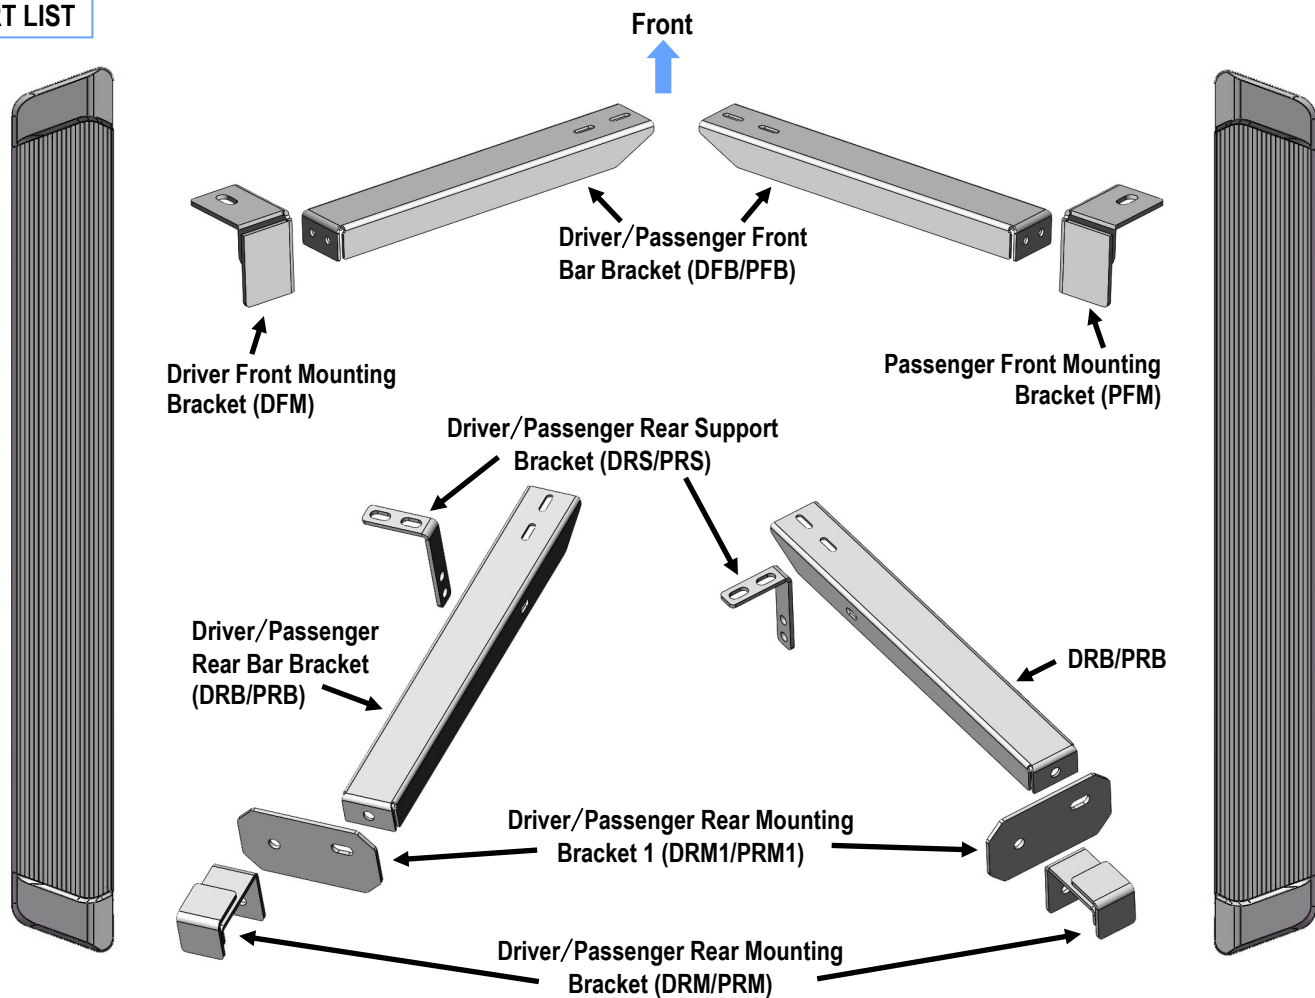 RT LIST
Front
Driver/Passenger Front
Bar Bracket (DFB/PFB)
Driver Front Mounting
Bracket (DFM)
Passenger Front Mounting
Bracket (PFM)
Driver/Passenger Rear Support
Bracket (DRS/PRS)
Driver/Passenger
Rear Bar Bracket
(DRB/PRB)
DRB/PRB
Driver/Passenger Rear Mounting
Bracket 1 (DRM1/PRM1)
Driver/Passenger Rear Mounting
Bracket (DRM/PRM)